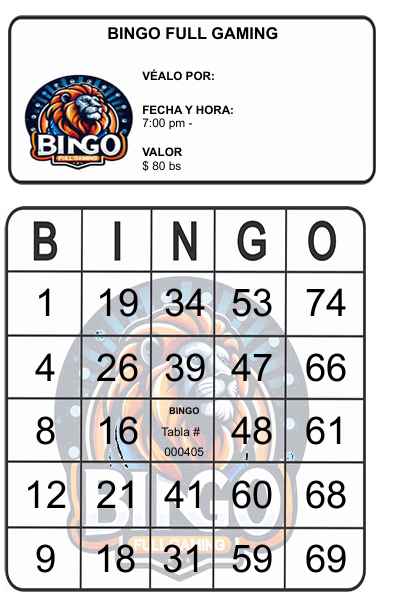 BINGO FULL GAMING
VÉALO POR:
FECHA Y HORA:
7:00 pm -
VALOR
$ 80 bs
BINGO
FULL GAMING
B I N G O
1 19 34 53 74
4 26 39 47 66
8 16 BINGO Tabla # 000405 48 61
12 21 41 60 68
9 18 31 59 69
BINGO
FULL GAMING